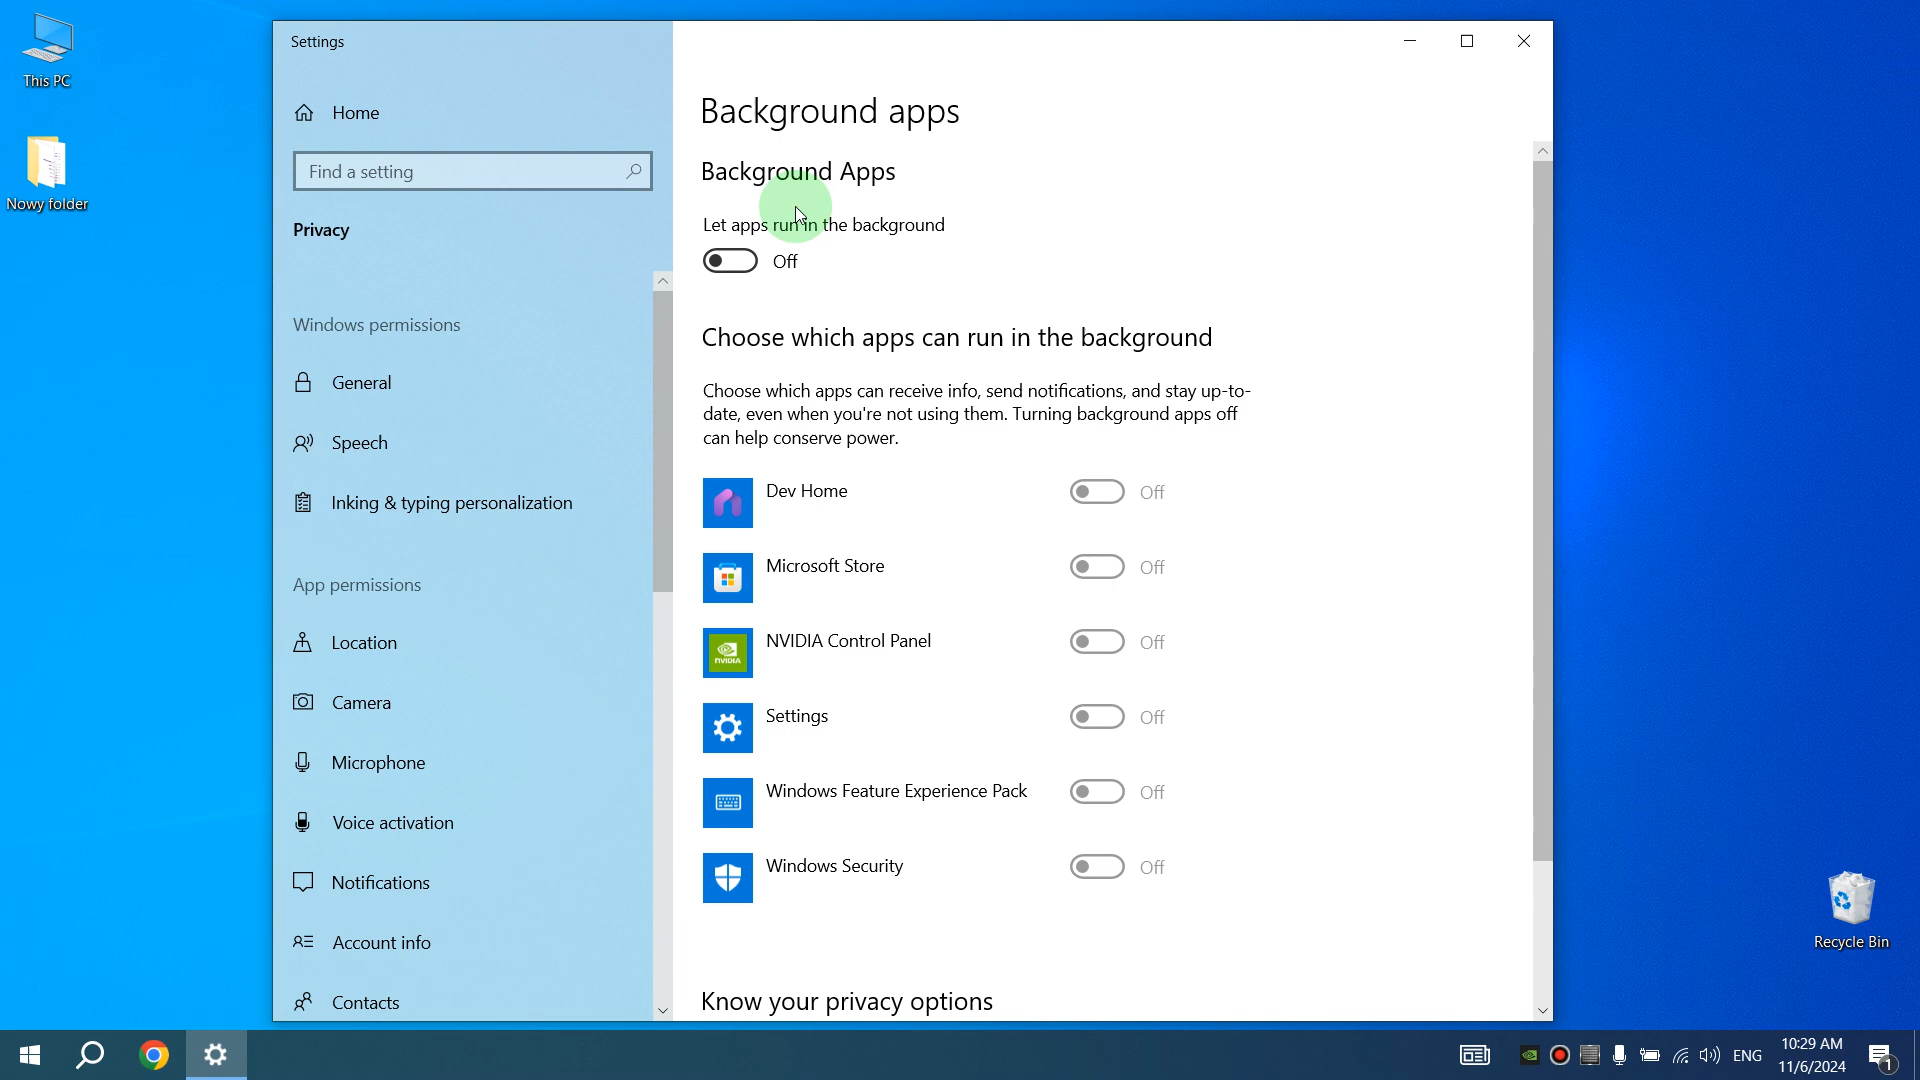 This PC
Nowy folder
Settings
Home
Find a setting
Privacy
Windows permissions
General
Speech
Inking & typing personalization
App permissions
Location
Camera
Microphone
Voice activation
Notifications
Account info
Contacts
Background apps
Background Apps
Let apps run in the background
Off
Choose which apps can run in the background
Choose which apps can receive info, send notifications, and stay up-to-
date, even when you're not using them. Turning background apps off
can help conserve power.
Dev Home
Off
Microsoft Store
Off
NVIDIA
NVIDIA Control Panel
Off
Settings
Off
Windows Feature Experience Pack
Off
Windows Security
Off
Know your privacy options
Recycle Bin
ENG
10:29 AM
11/6/2024
1